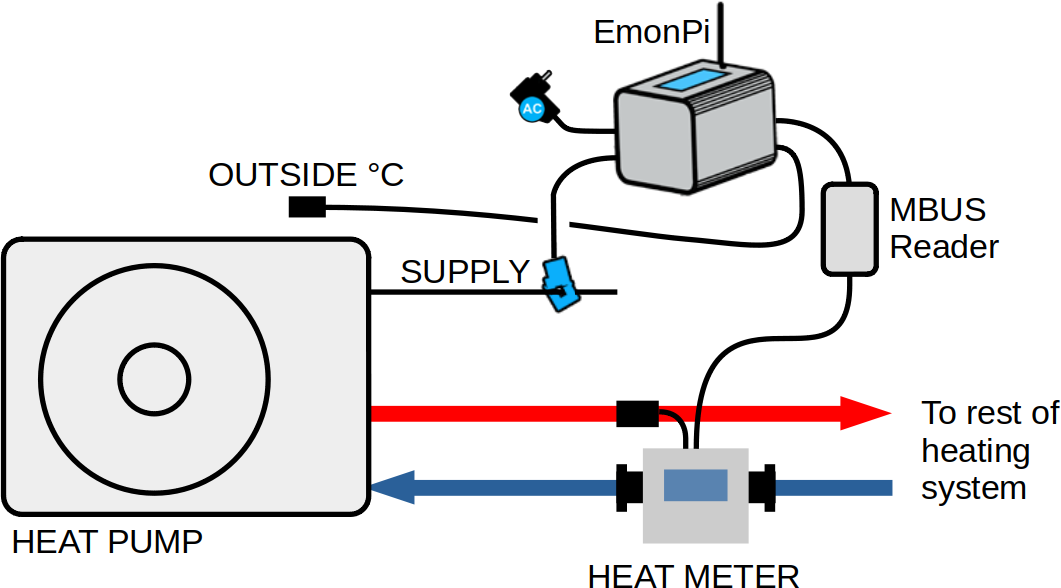 EmonPi
AC
OUTSIDE °C
MBUS
Reader
SUPPLY
To rest of
heating
system
HEAT PUMP
HEAT METER